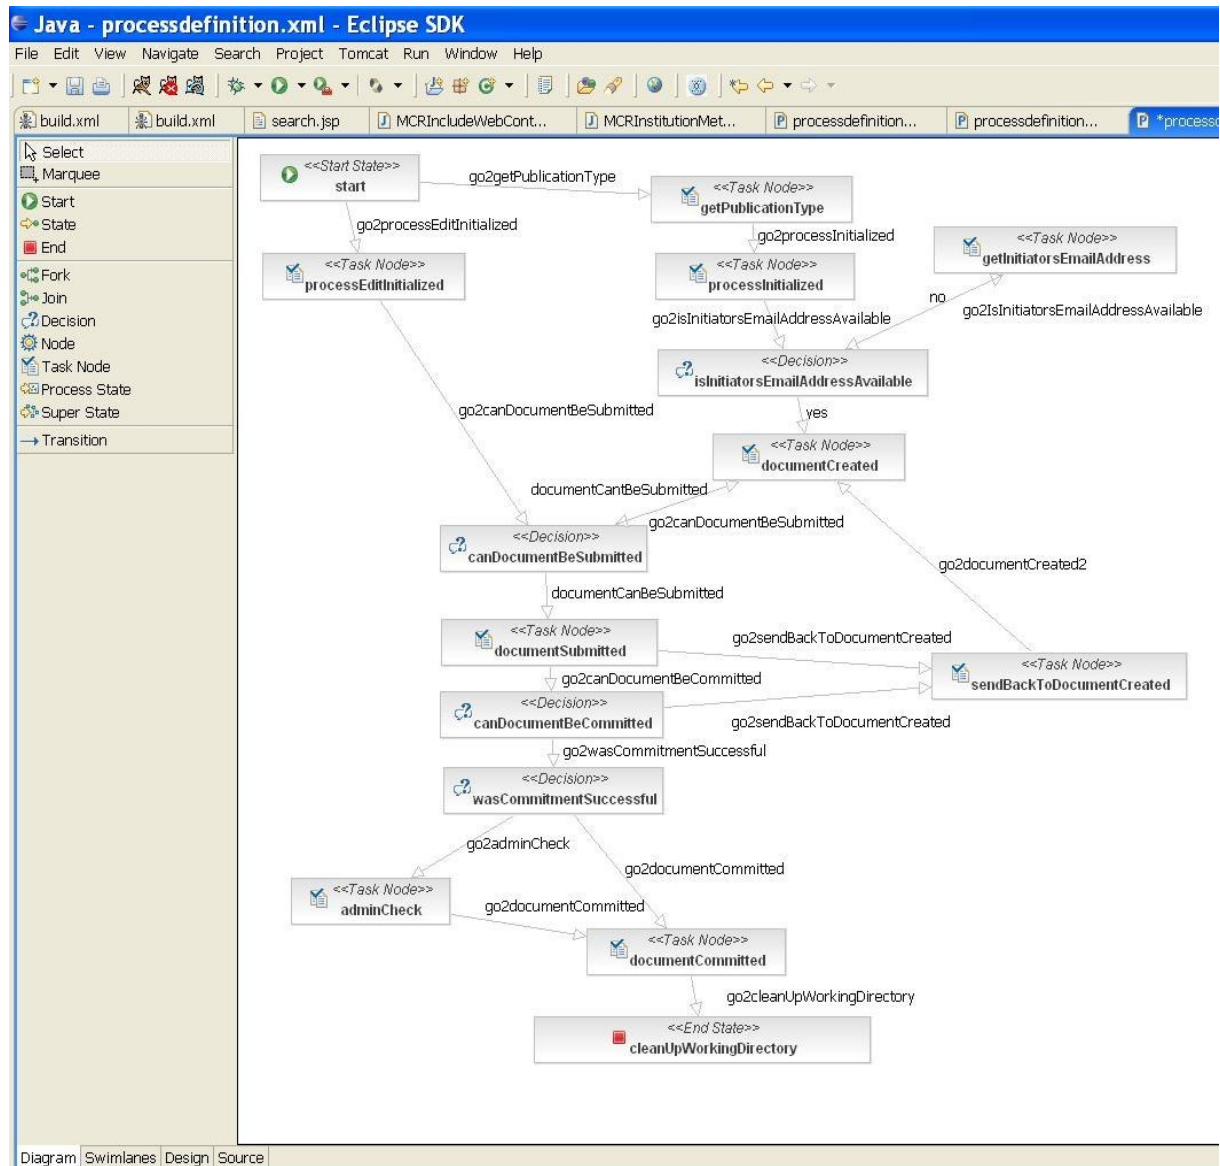 Java - processdefinition.xml - Eclipse SDK
File Edit View Navigate Search Project Tomcat Run Window Help
build.xml build.xml search.jsp MCRIncludeWebCont... MCRInstitutionMet... processdefinition... processdefinition...
Select
Marquee
Start
State
End
Fork
Join
Decision
Node
Task Node
Process State
Super State
Transition
<<Start State>>
start
go2getPublicationType
<<Task Node>>
getPublicationType
go2processEditInitialized
go2processInitialized
<<Task Node>>
getInitiatorsEmailAddress
<<Task Node>>
processEditInitialized
<<Task Node>>
processInitialized
no
go2IsInitiatorsEmailAddressAvailable
go2isInitiatorsEmailAddressAvailable
<<Decision>>
isInitiatorsEmailAddressAvailable
go2canDocumentBeSubmitted
yes
<<Task Node>>
documentCreated
documentCantBeSubmitted
go2canDocumentBeSubmitted
<<Decision>>
canDocumentBeSubmitted
go2documentCreated2
documentCanBeSubmitted
<<Task Node>>
documentSubmitted
go2sendBackToDocumentCreated
<<Task Node>>
sendBackToDocumentCreated
go2canDocumentBeCommitted
<<Decision>>
canDocumentBeCommitted
go2sendBackToDocumentCreated
go2wasCommitmentSuccessful
<<Decision>>
wasCommitmentSuccessful
go2adminCheck
go2documentCommitted
<<Task Node>>
adminCheck
go2documentCommitted
<<Task Node>>
documentCommitted
go2cleanUpWorkingDirectory
<<End State>>
cleanUpWorkingDirectory
Diagram Swimlanes Design Source